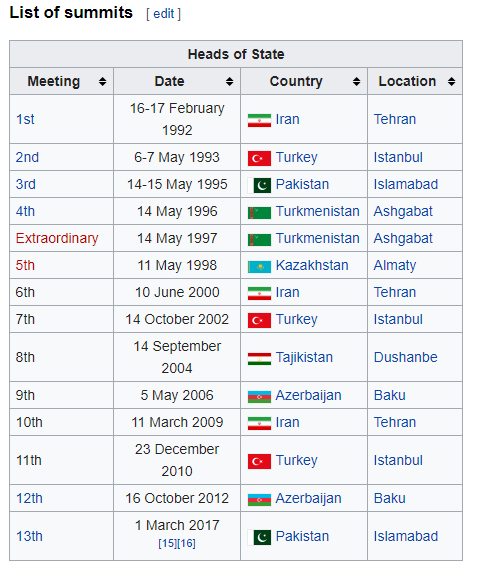 List of summits [ edit ]
Heads of State
Meeting Date Country Location
1st 16-17 February 1992 Iran Tehran
2nd 6-7 May 1993 Turkey Istanbul
3rd 14-15 May 1995 Pakistan Islamabad
4th 14 May 1996 Turkmenistan Ashgabat
Extraordinary 14 May 1997 Turkmenistan Ashgabat
5th 11 May 1998 Kazakhstan Almaty
6th 10 June 2000 Iran Tehran
7th 14 October 2002 Turkey Istanbul
8th 14 September 2004 Tajikistan Dushanbe
9th 5 May 2006 Azerbaijan Baku
10th 11 March 2009 Iran Tehran
11th 23 December 2010 Turkey Istanbul
12th 16 October 2012 Azerbaijan Baku
13th 1 March 2017 [15][16] Pakistan Islamabad